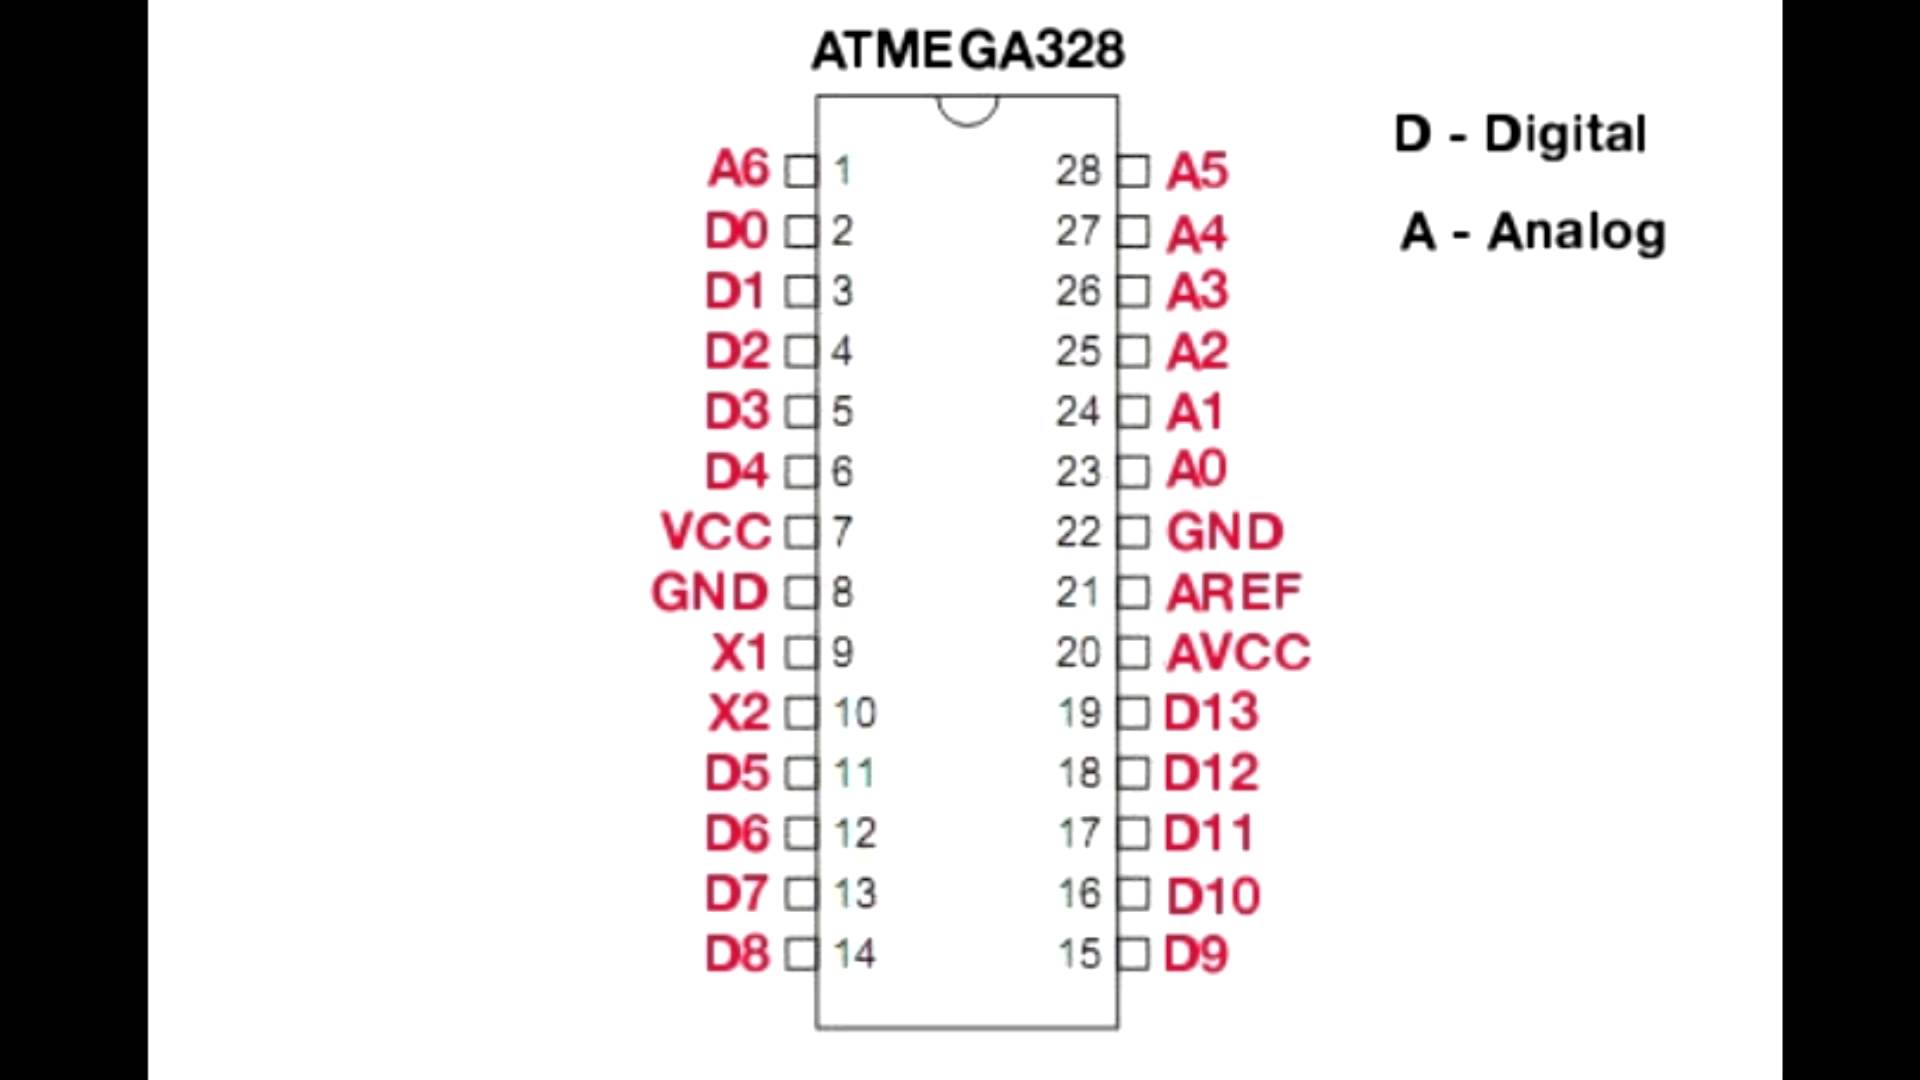 ATMEGA328
D - Digital
A - Analog
A6 1 28 A5
D0 2 27 A4
D1 3 26 A3
D2 4 25 A2
D3 5 24 A1
D4 6 23 A0
VCC 7 22 GND
GND 8 21 AREF
X1 9 20 AVCC
X2 10 19 D13
D5 11 18 D12
D6 12 17 D11
D7 13 16 D10
D8 14 15 D9